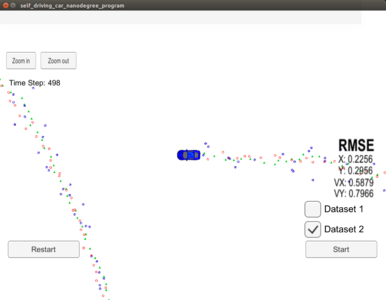 self_driving_car_nanodegree_program
Zoom in
Zoom out
Time Step: 498
RMSE
X: 0.2256
Y: 0.2956
VX: 0.5879
VY: 0.7966
Dataset 1
Dataset 2
Restart
Start